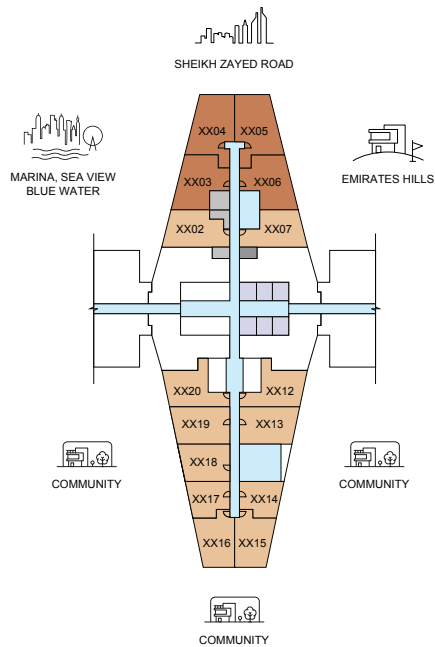 SHEIKH ZAYED ROAD
XX04 XX05
MARINA, SEA VIEW
BLUE WATER
XX03 XX06
EMIRATES HILLS
XX02 XX07
XX20 XX12
XX19 XX13
XX18
COMMUNITY
COMMUNITY
XX17 XX14
XX16 XX15
COMMUNITY